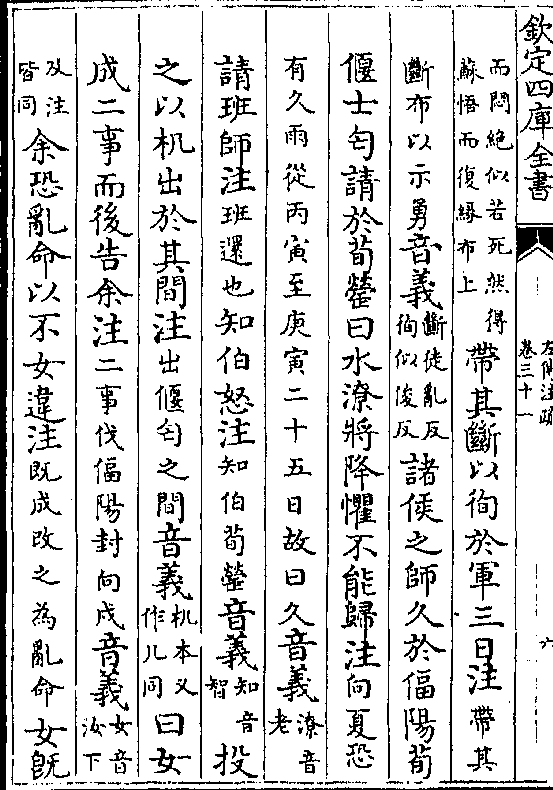 欽定四庫全書
左傳注疏
卷三十一
六
而悶絶似若死然得
蘇悟而復緣布上
帶其斷以徇於軍三日注帶其
斷布以示勇音義斷徒亂反
徇似俊反
諸侯之師久於偪陽荀
偃士匄請於荀罃曰水潦將降懼不能歸注向夏恐
有久雨從丙寅至庚寅二十五日故曰久音義潦音
老
請班師注班還也知伯怒注知伯荀罃音義知音
智
投
之以机出於其間注出偃匄之間音義机本又
作几同
曰女
成二事而後告余注二事伐偪陽封向戌音義女音
汝下
及注
皆同
余恐亂命以不女違注既成改之為亂命女既